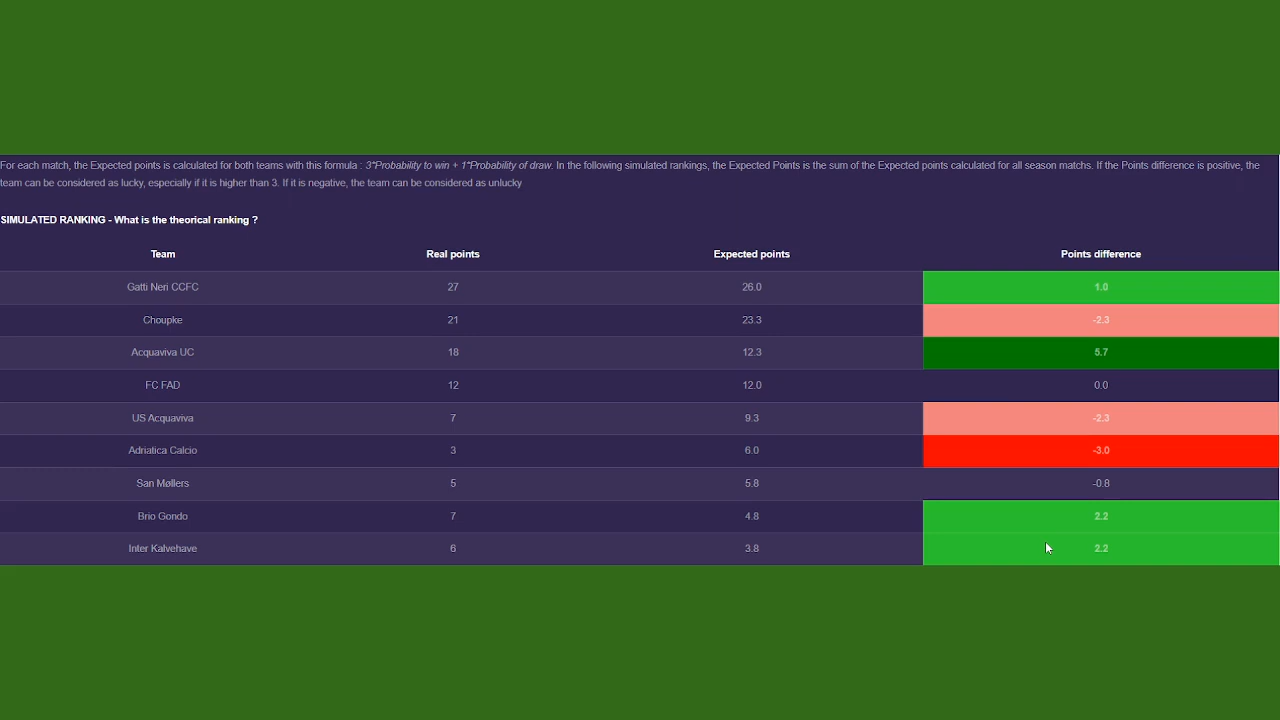 For each match, the Expected points is calculated for both teams with this formula : 3*Probability to win + 1*Probability of draw. In the following simulated rankings, the Expected Points is the sum of the Expected points calculated for all season matchs. If the Points difference is positive, the
team can be considered as lucky, especially if it is higher than 3. If it is negative, the team can be considered as unlucky
SIMULATED RANKING - What is the theorical ranking ?
Team Real points Expected points Points difference
Gatti Neri CCFC 27 26.0 1.0
Choupke 21 23.3 -2.3
Acquaviva UC 18 12.3 5.7
FC FAD 12 12.0 0.0
US Acquaviva 7 9.3 -2.3
Adriatica Calcio 3 6.0 -3.0
San Møllers 5 5.8 -0.8
Brio Gondo 7 4.8 2.2
Inter Kalvehave 6 3.8 2.2